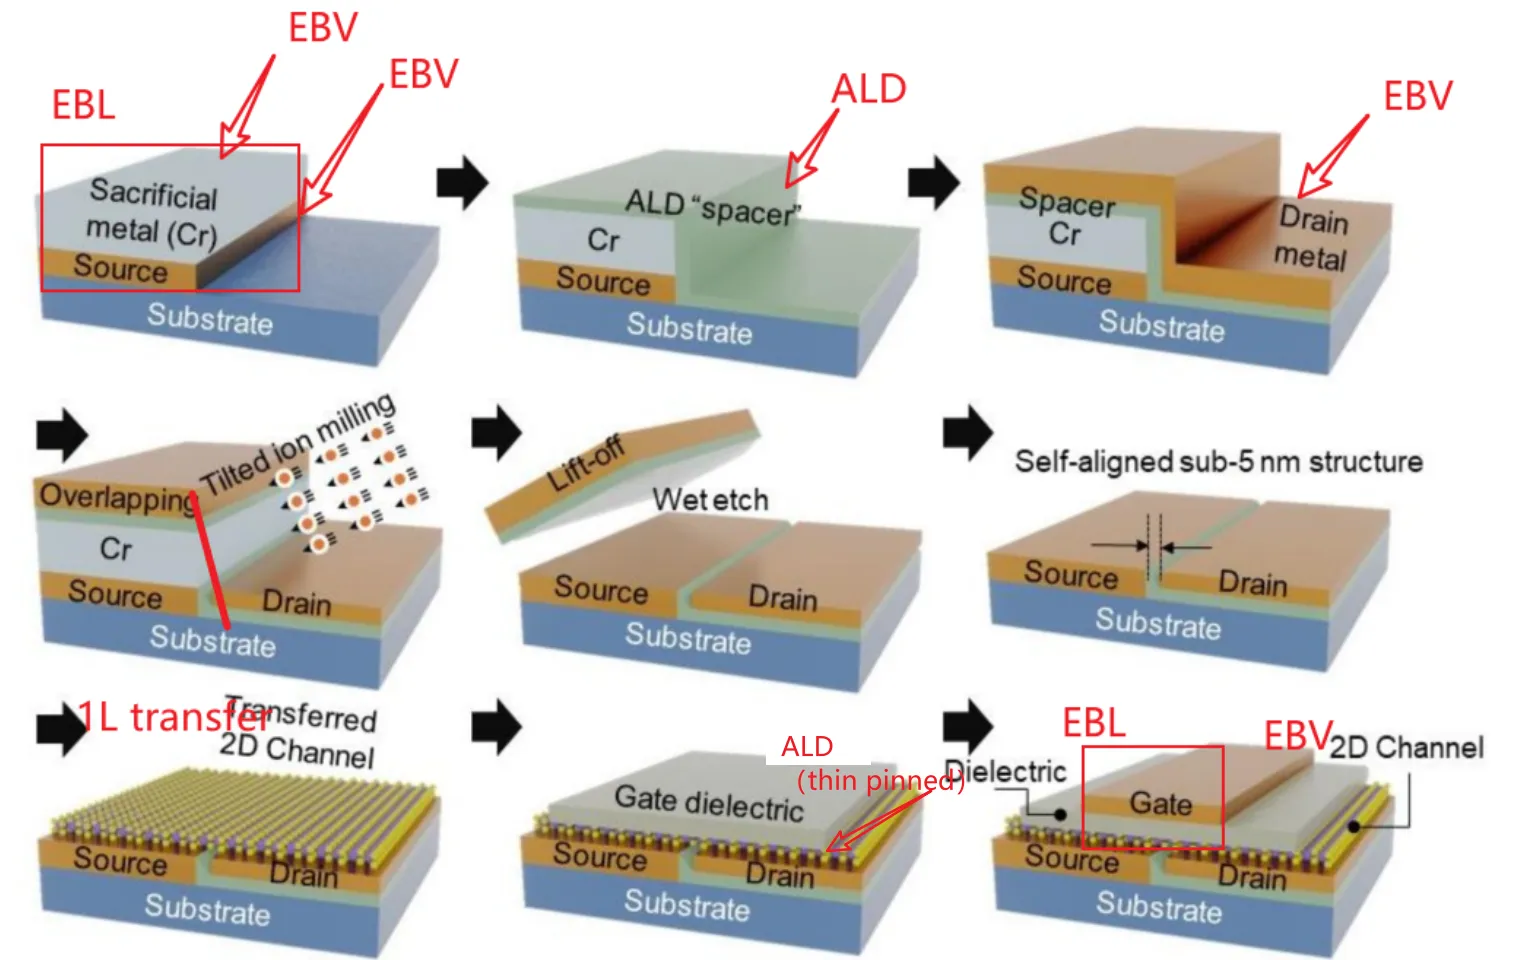 EBV
EBV
EBL
Sacrificial
metal (Cr)
Source
Substrate
ALD
ALD “spacer”
Cr
Source
Substrate
EBV
Spacer
Cr
Source
Drain
metal
Substrate
Tilted ion milling
Overlapping
Cr
Source
Drain
Substrate
Lift-off
Wet etch
Source
Drain
Substrate
Self-aligned sub-5 nm structure
Source
Drain
Substrate
1L transfer
Transferred
2D Channel
Source
Drain
Substrate
ALD
(thin pinned)
Gate dielectric
Source
Drain
Substrate
EBL
EBV
2D Channel
Dielectric
Gate
Source
Drain
Substrate